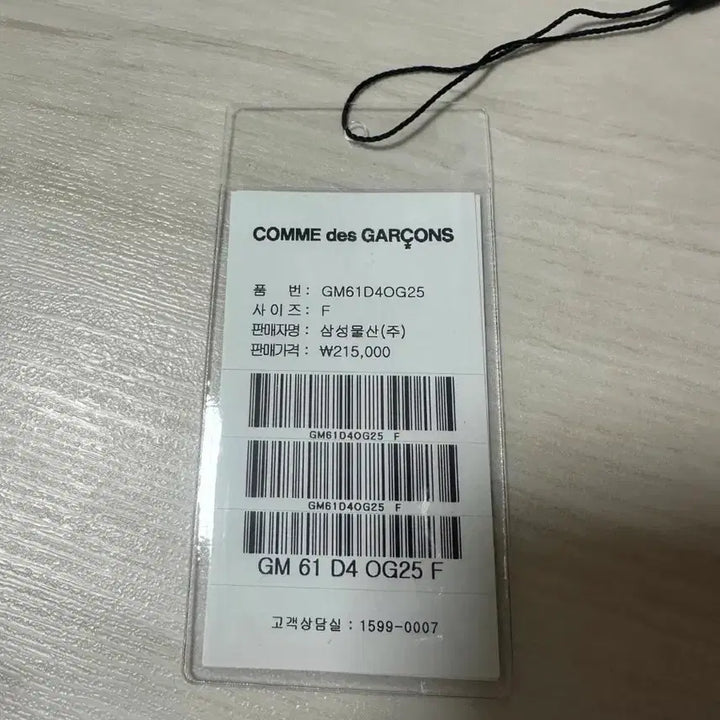 COMME des GARÇONS
품 번 : GM61D4OG25
사이즈 : F
판매자명 : 삼성물산(주)
판매가격 : ₩215,000
GM61D4OG25 F
GM61D4OG25 F
GM 61 D4 OG25 F
고객상담실 : 1599-0007